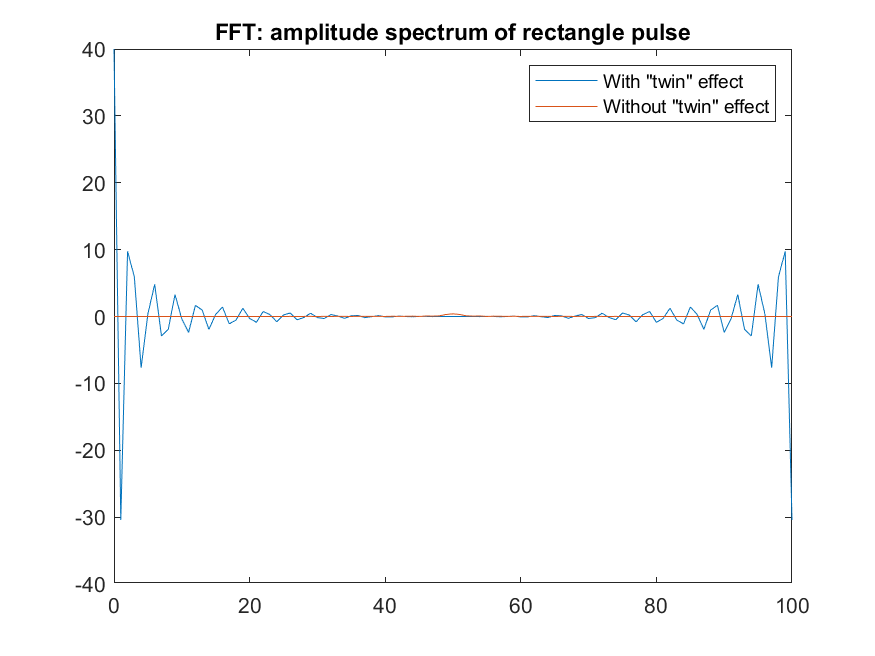 FFT: amplitude spectrum of rectangle pulse
With "twin" effect
Without "twin" effect
40
30
20
10
0
-10
-20
-30
-40
0 20 40 60 80 100